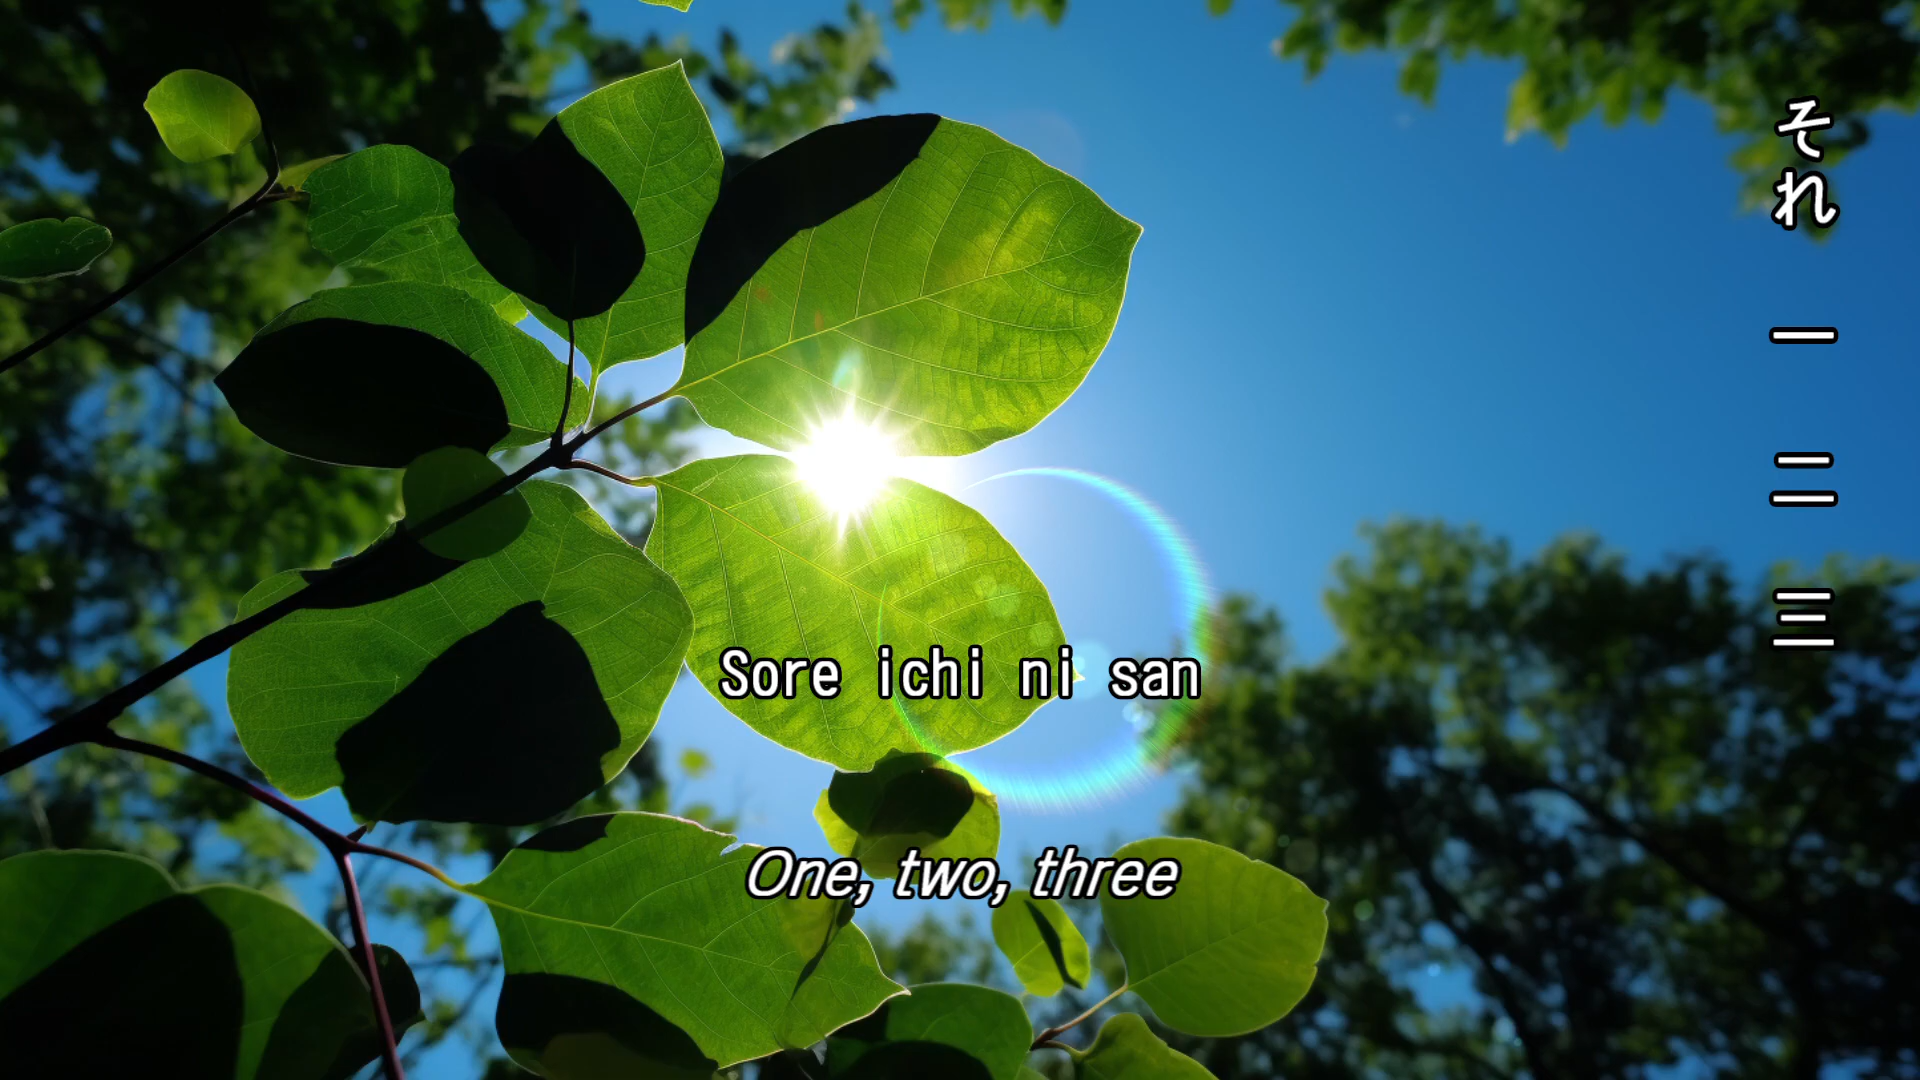 それ 一 二 三
Sore ichi ni san
One, two, three